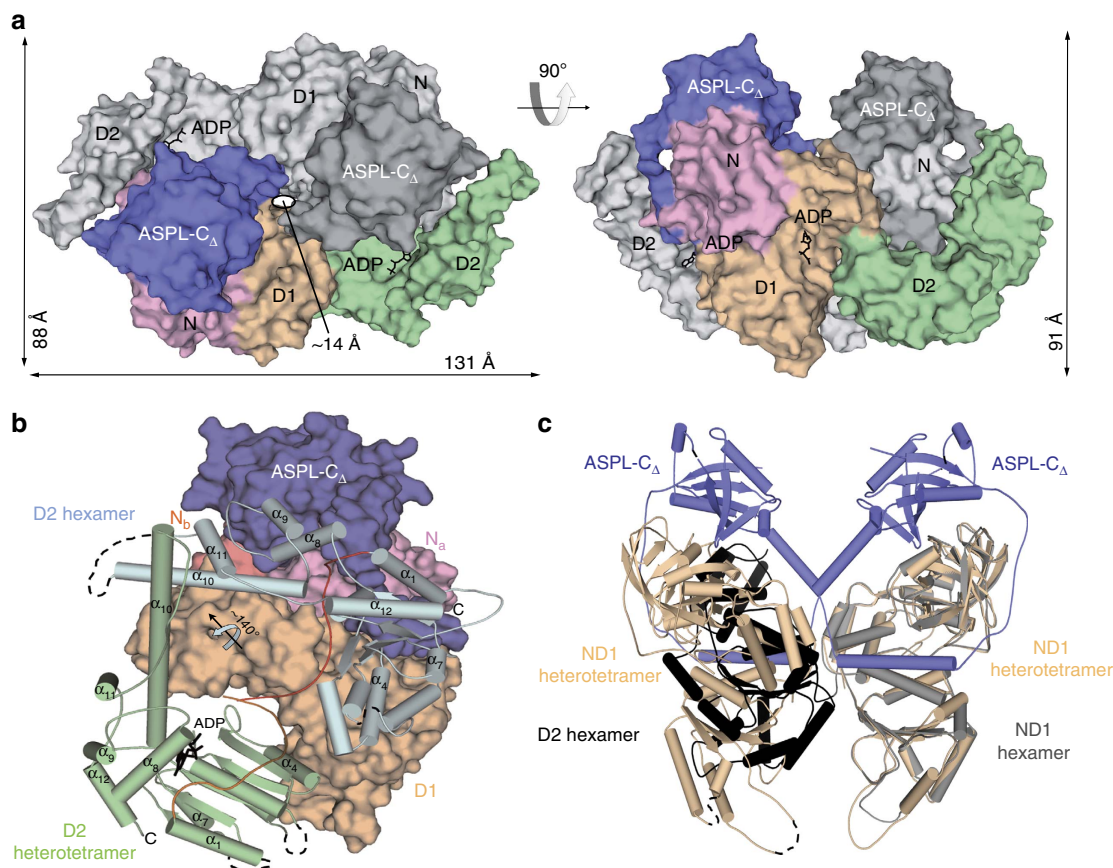 a
D2
ADP
D1
N
ASPL-CΔ
ASPL-CΔ
ADP
D2
D1
N
~14 Å
88 Å
131 Å
90°
ASPL-CΔ
ASPL-CΔ
N
N
ADP
D2
ADP
D1
D2
91 Å
b
ASPL-CΔ
D2 hexamer
Nb
α9
α8
Na
α11
α1
α10
α12
C
α10
~140°
α7
α4
α11
ADP
α9
α8
α12
α4
α7
C
α1
D1
D2
heterotetramer
c
ASPL-CΔ
ASPL-CΔ
ND1
heterotetramer
ND1
heterotetramer
D2 hexamer
ND1
hexamer